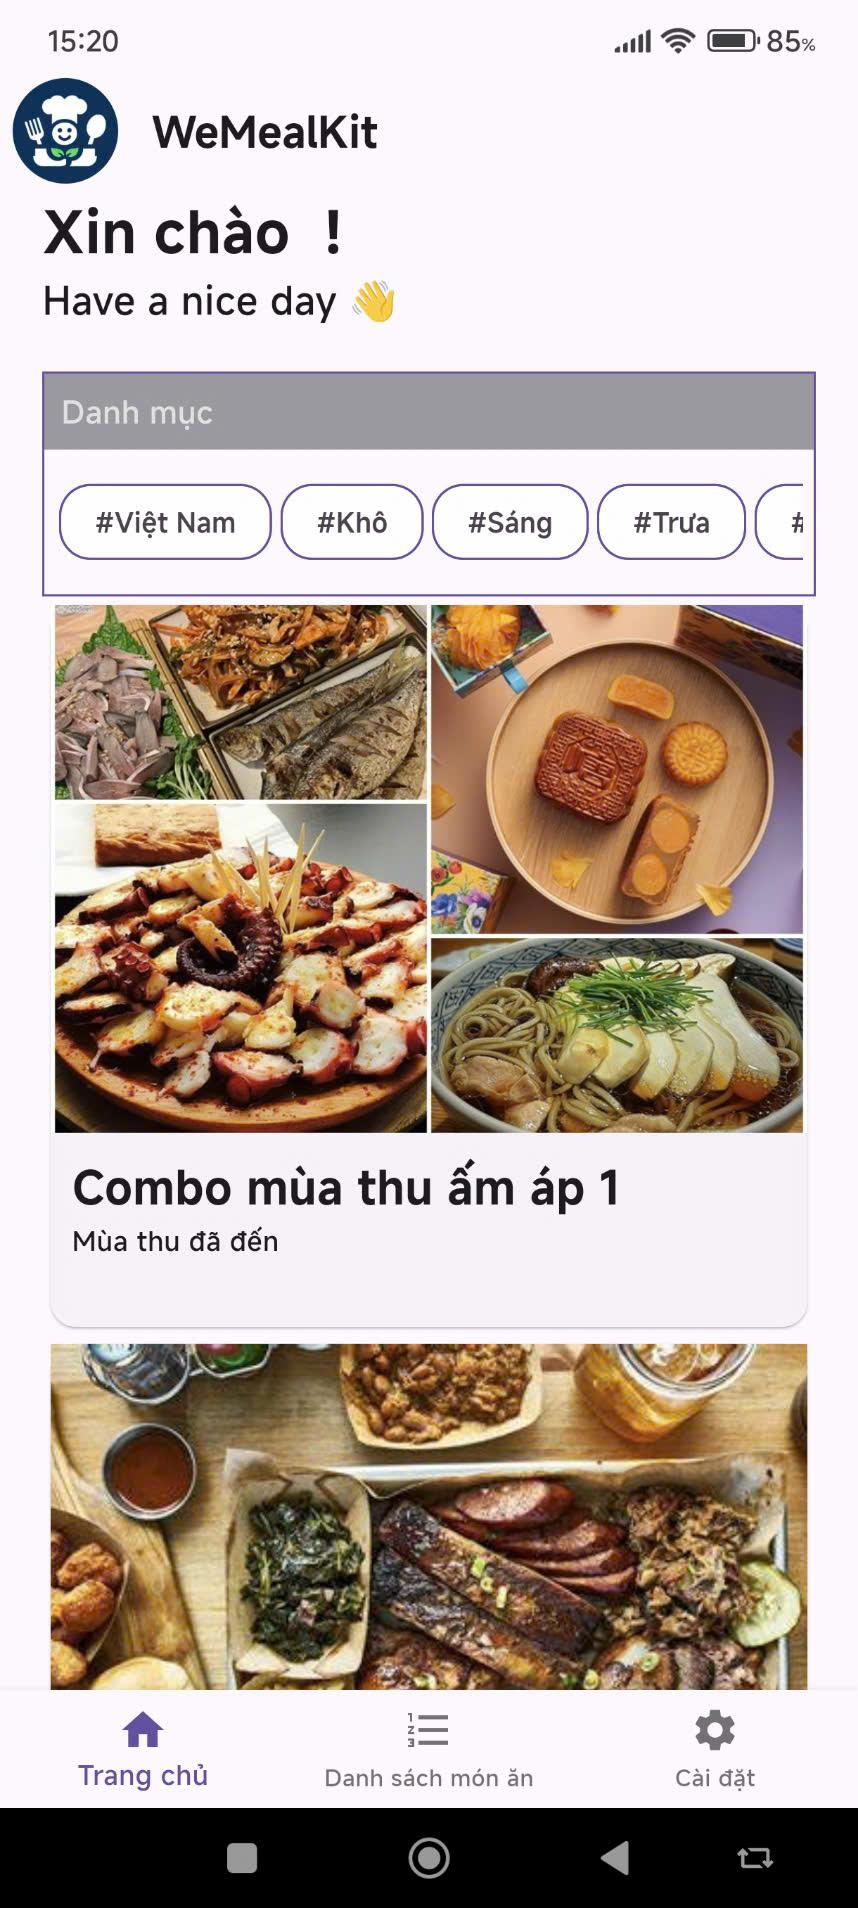 15:20
85%
WeMealKit
Xin chào !
Have a nice day 👋
Danh mục
#Việt Nam
#Khô
#Sáng
#Trưa
#
Combo mùa thu ấm áp 1
Mùa thu đã đến
Trang chủ
Danh sách món ăn
Cài đặt